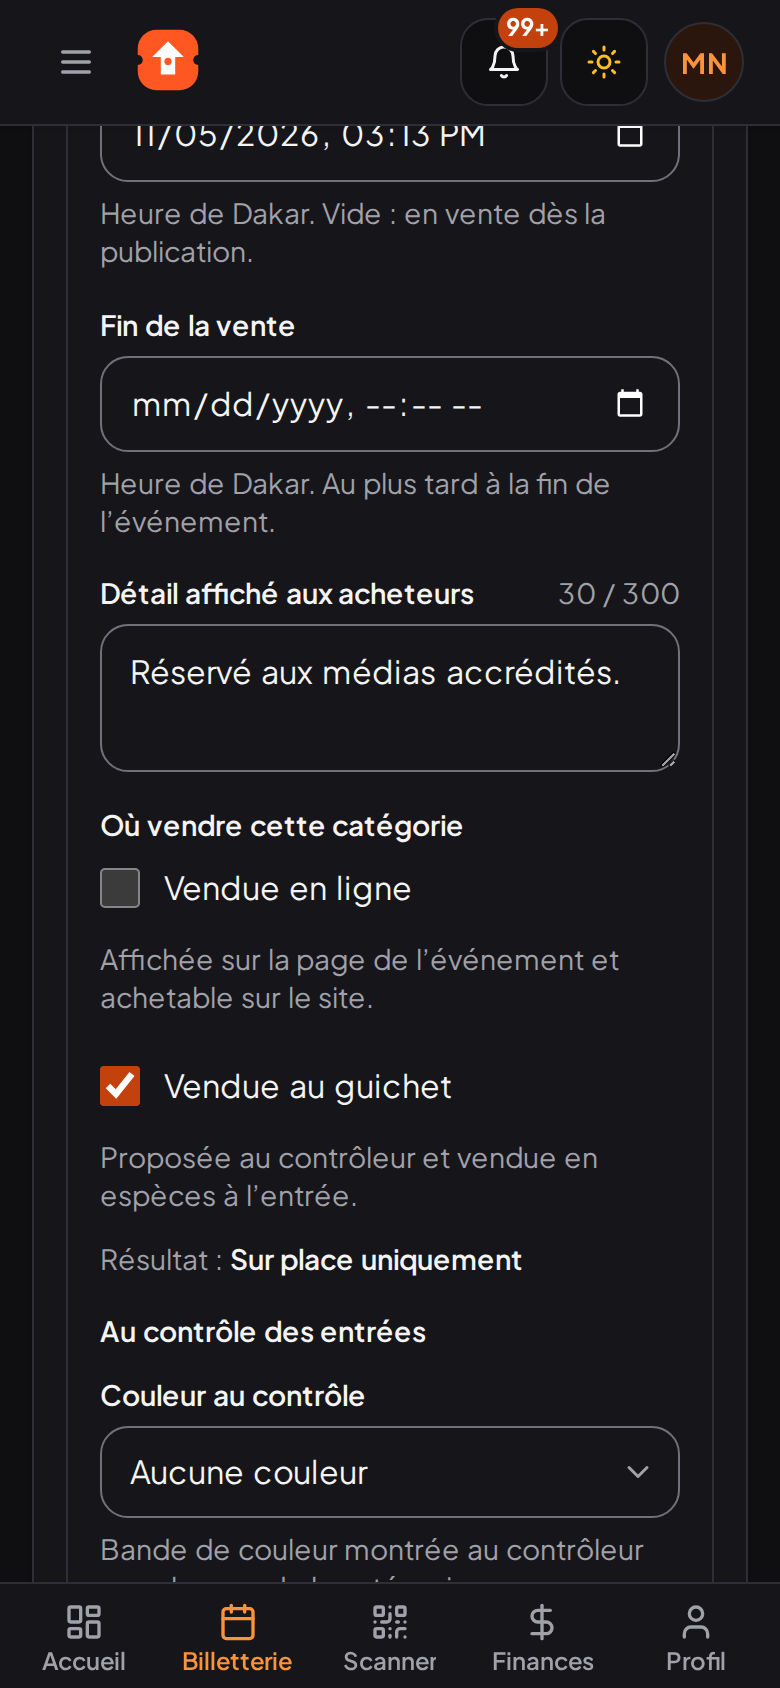 99+
MN
11/05/2026, 03:13 PM
Heure de Dakar. Vide : en vente dès la
publication.
Fin de la vente
mm/dd/yyyy, --:-- --
Heure de Dakar. Au plus tard à la fin de
l’événement.
Détail affiché aux acheteurs 30 / 300
Réservé aux médias accrédités.
Où vendre cette catégorie
Vendue en ligne
Affichée sur la page de l’événement et
achetable sur le site.
Vendue au guichet
Proposée au contrôleur et vendue en
espèces à l’entrée.
Résultat : Sur place uniquement
Au contrôle des entrées
Couleur au contrôle
Aucune couleur
Bande de couleur montrée au contrôleur
Accueil Billetterie Scanner Finances Profil